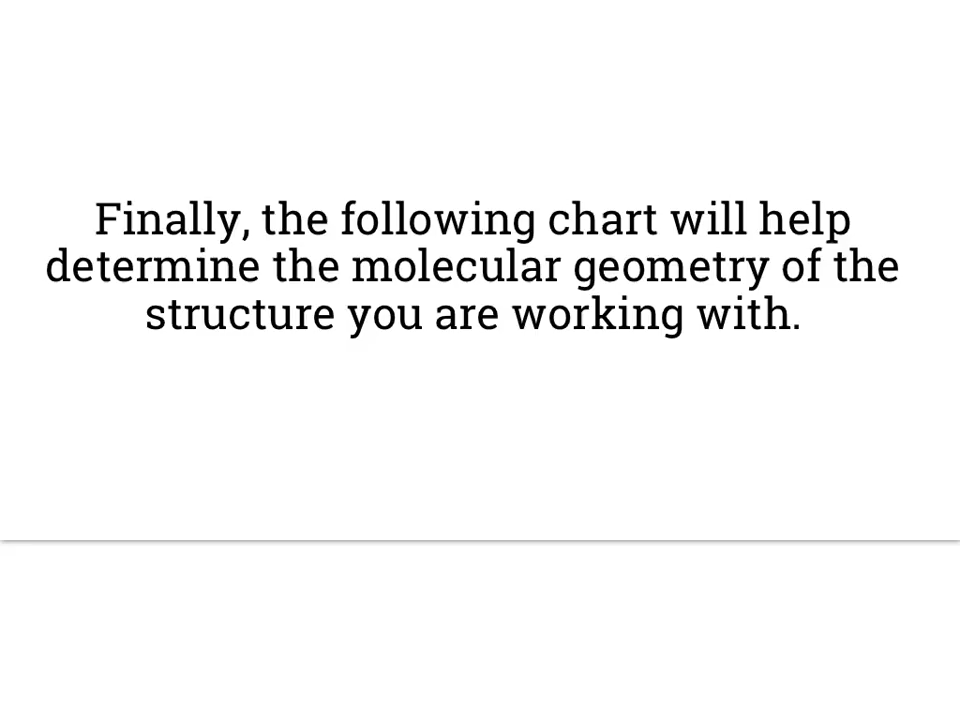 Finally, the following chart will help
determine the molecular geometry of the
structure you are working with.